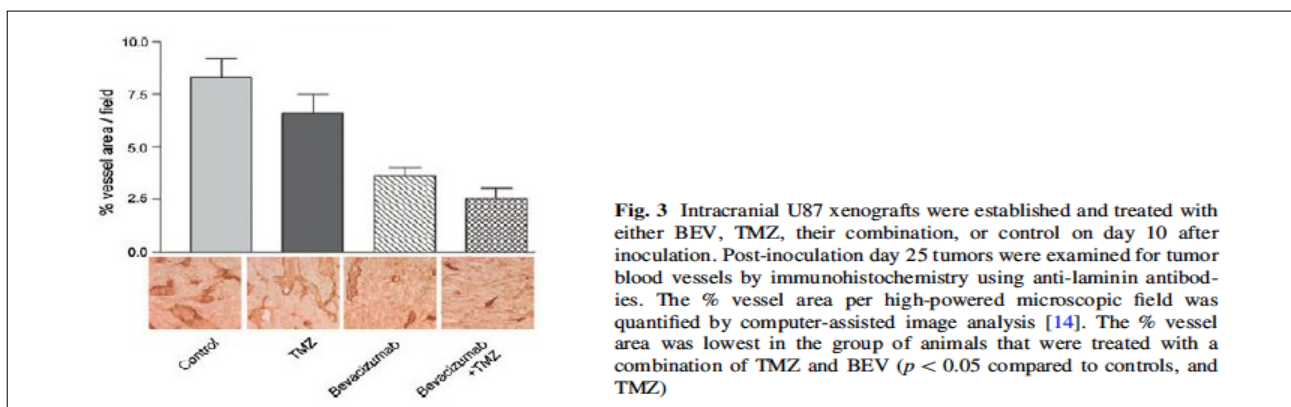 10.0
7.5
5.0
2.5
0.0
% vessel area / field
Control
TMZ
Bevacizumab
Bevacizumab
+TMZ
Fig. 3 Intracranial U87 xenografts were established and treated with
either BEV, TMZ, their combination, or control on day 10 after
inoculation. Post-inoculation day 25 tumors were examined for tumor
blood vessels by immunohistochemistry using anti-laminin antibod-
ies. The % vessel area per high-powered microscopic field was
quantified by computer-assisted image analysis [14]. The % vessel
area was lowest in the group of animals that were treated with a
combination of TMZ and BEV (p < 0.05 compared to controls, and
TMZ)